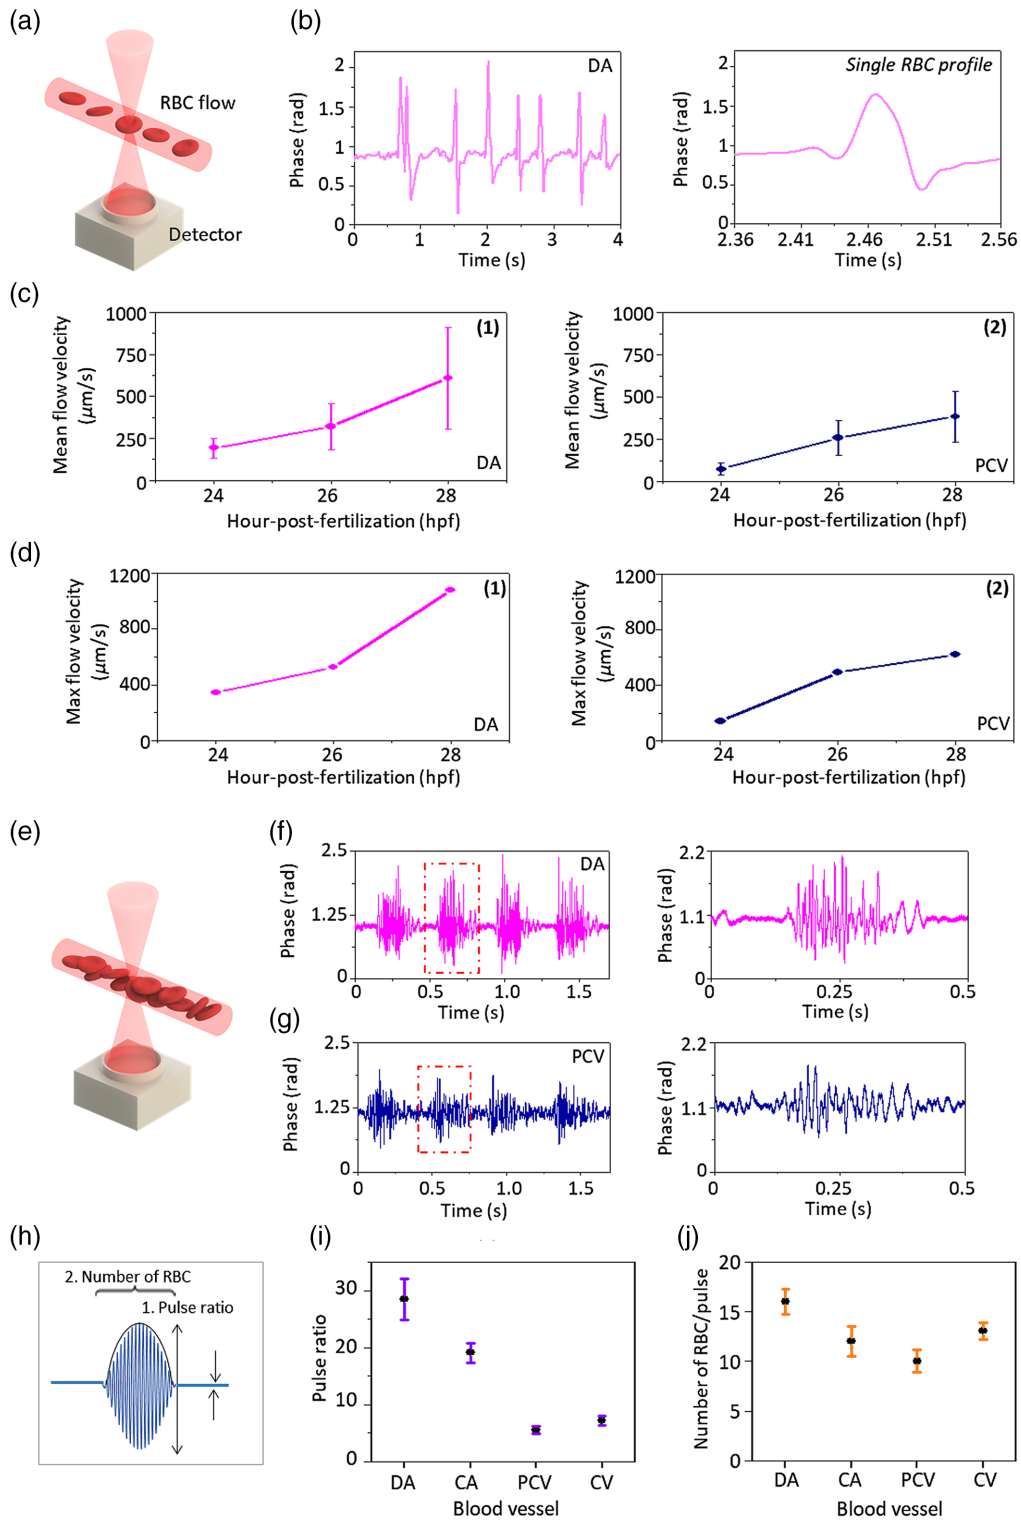 (a)
RBC flow
Detector
(b)
Phase (rad)
2
1.5
1
0.5
0
DA
0 1 2 3 4
Time (s)
Phase (rad)
2
1.5
1
0.5
0
Single RBC profile
2.36 2.41 2.46 2.51 2.56
Time (s)
(c)
Mean flow velocity
(μm/s)
1000
750
500
250
0
(1)
DA
24 26 28
Hour-post-fertilization (hpf)
Mean flow velocity
(μm/s)
1000
750
500
250
0
(2)
PCV
24 26 28
Hour-post-fertilization (hpf)
(d)
Max flow velocity
(μm/s)
1200
800
400
0
(1)
DA
24 26 28
Hour-post-fertilization (hpf)
Max flow velocity
(μm/s)
1200
800
400
0
(2)
PCV
24 26 28
Hour-post-fertilization (hpf)
(e)
(f)
Phase (rad)
2.5
1.25
0
DA
0 0.5 1.0 1.5
Time (s)
Phase (rad)
2.2
1.1
0
0 0.25 0.5
Time (s)
(g)
Phase (rad)
2.5
1.25
0
PCV
0 0.5 1.0 1.5
Time (s)
Phase (rad)
2.2
1.1
0
0 0.25 0.5
Time (s)
(h)
2. Number of RBC
1. Pulse ratio
(i)
Pulse ratio
30
20
10
0
DA CA PCV CV
Blood vessel
(j)
Number of RBC/pulse
20
15
10
5
0
DA CA PCV CV
Blood vessel